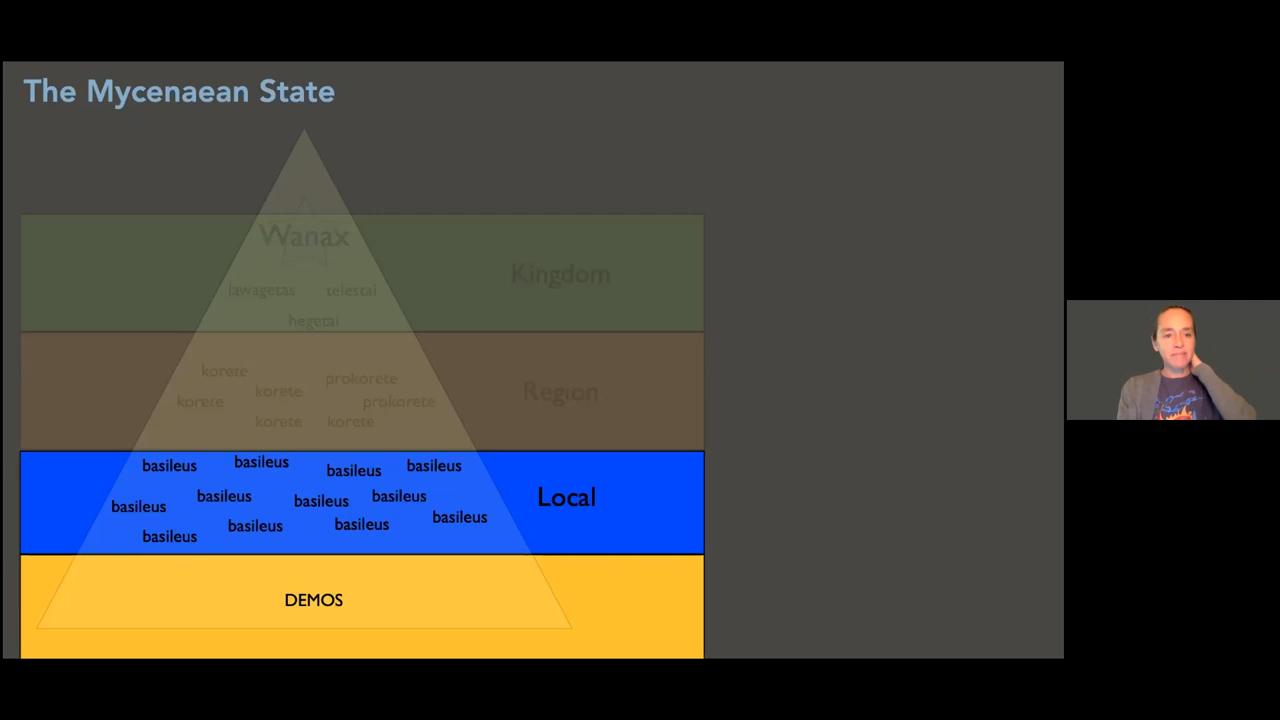 The Mycenaean State
Wanax
Kingdom
lawagetas telestai
hegetai
korete prokorete
korete Region
korete prokorete
korete korete
basileus basileus basileus basileus
basileus basileus basileus basileus Local
basileus basileus basileus basileus
DEMOS